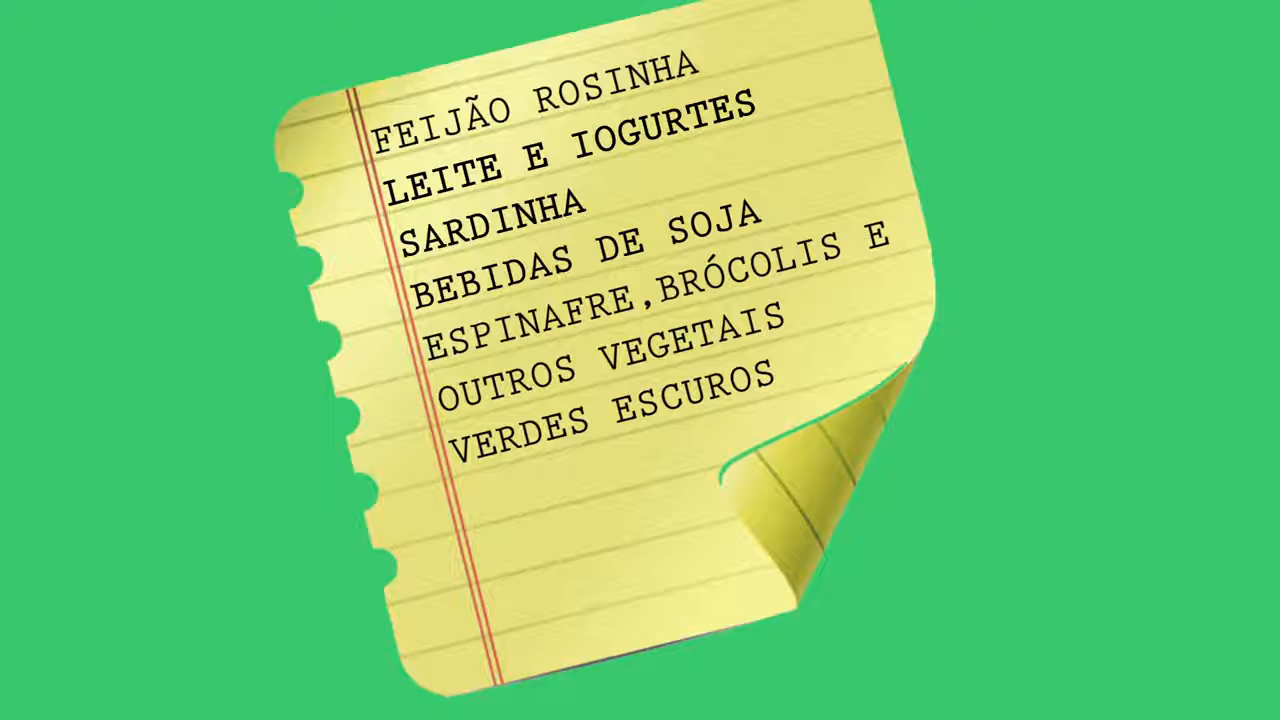 FEIJÃO ROSINHA
LEITE E IOGURTES
SARDINHA
BEBIDAS DE SOJA
ESPINAFRE,BRÓCOLIS E
OUTROS VEGETAIS
VERDES ESCUROS